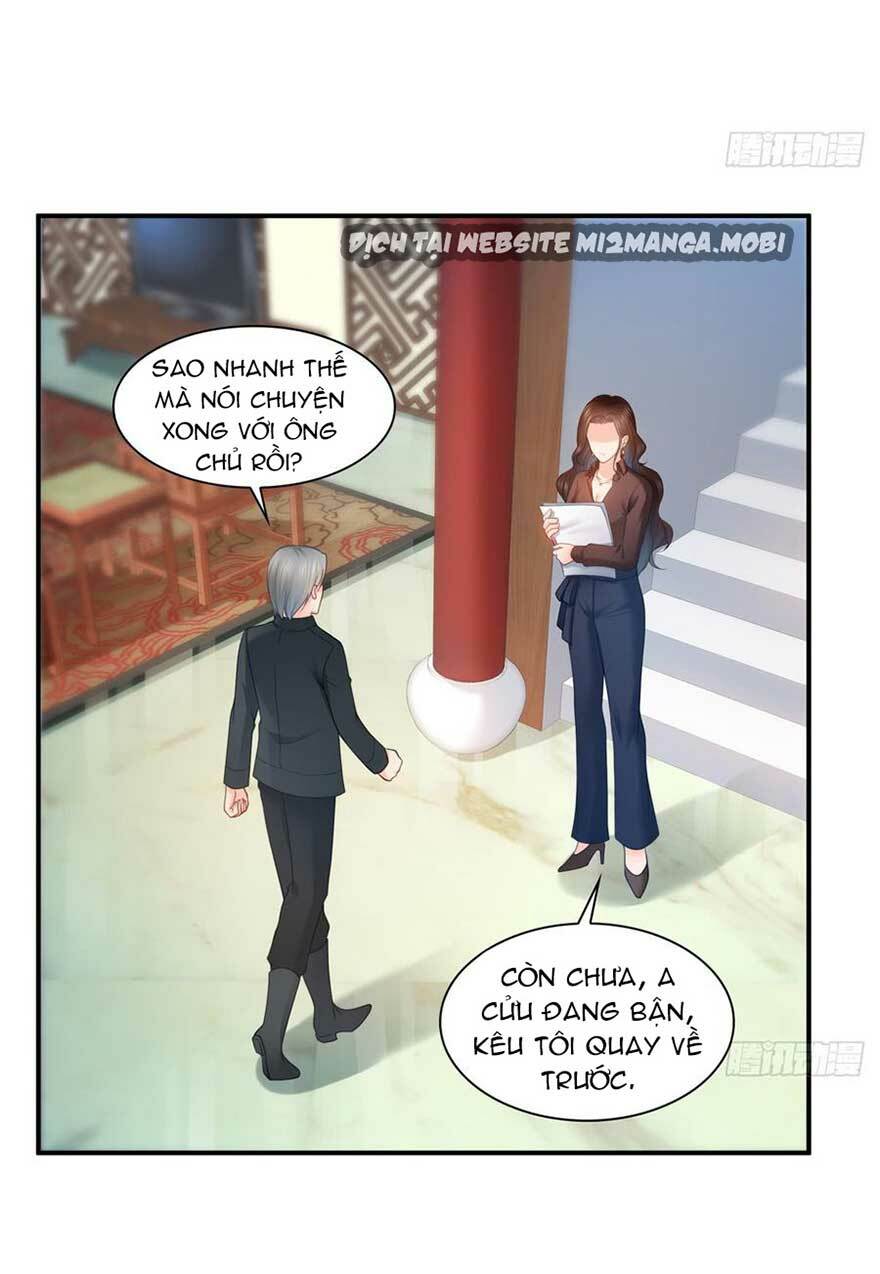 腾讯动漫
DỊCH TẠI WEBSITE MI2MANGA.MOBI
SAO NHANH THẾ
MÀ NÓI CHUYỆN
XONG VỚI ÔNG
CHỦ RỒI?
CÒN CHƯA, A
CỬU ĐANG BẬN,
KÊU TÔI QUAY VỀ
TRƯỚC.
腾讯动漫